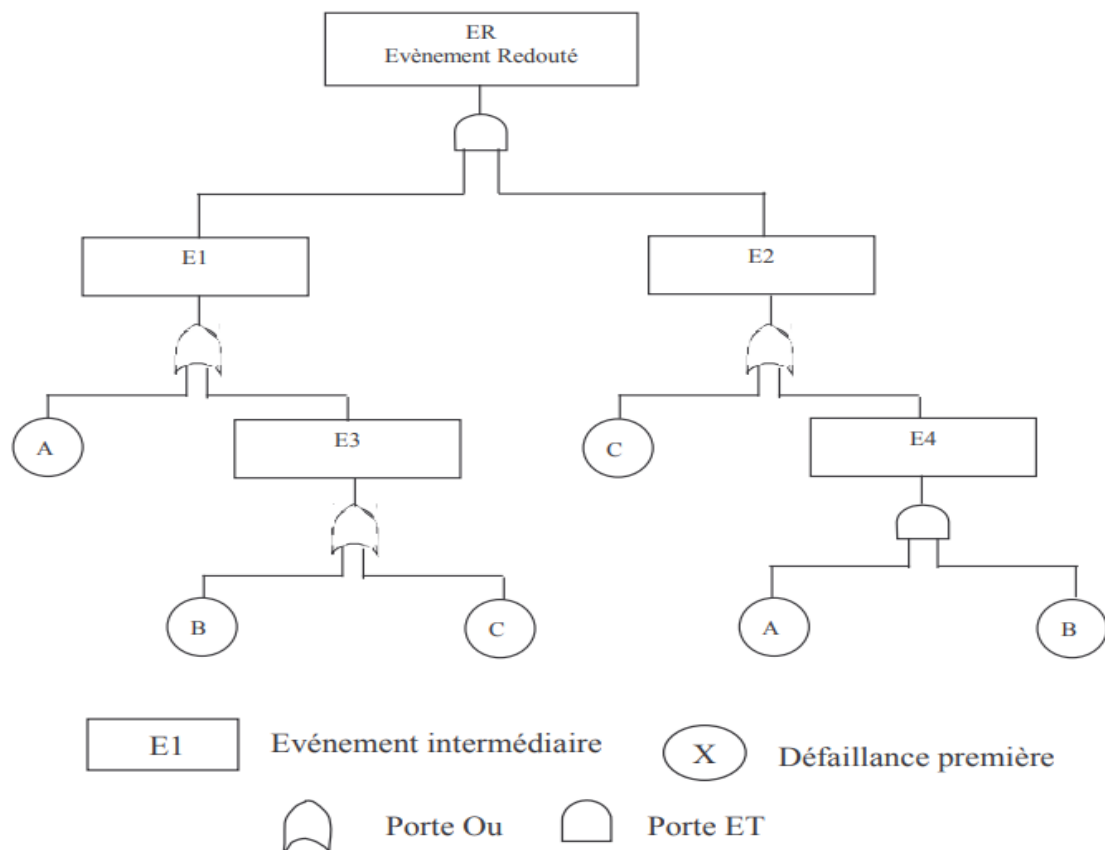 ER
Evènement Redouté
E1
E2
A
E3
C
E4
B
C
A
B
E1
Evénement intermédiaire
X
Défaillance première
Porte Ou
Porte ET